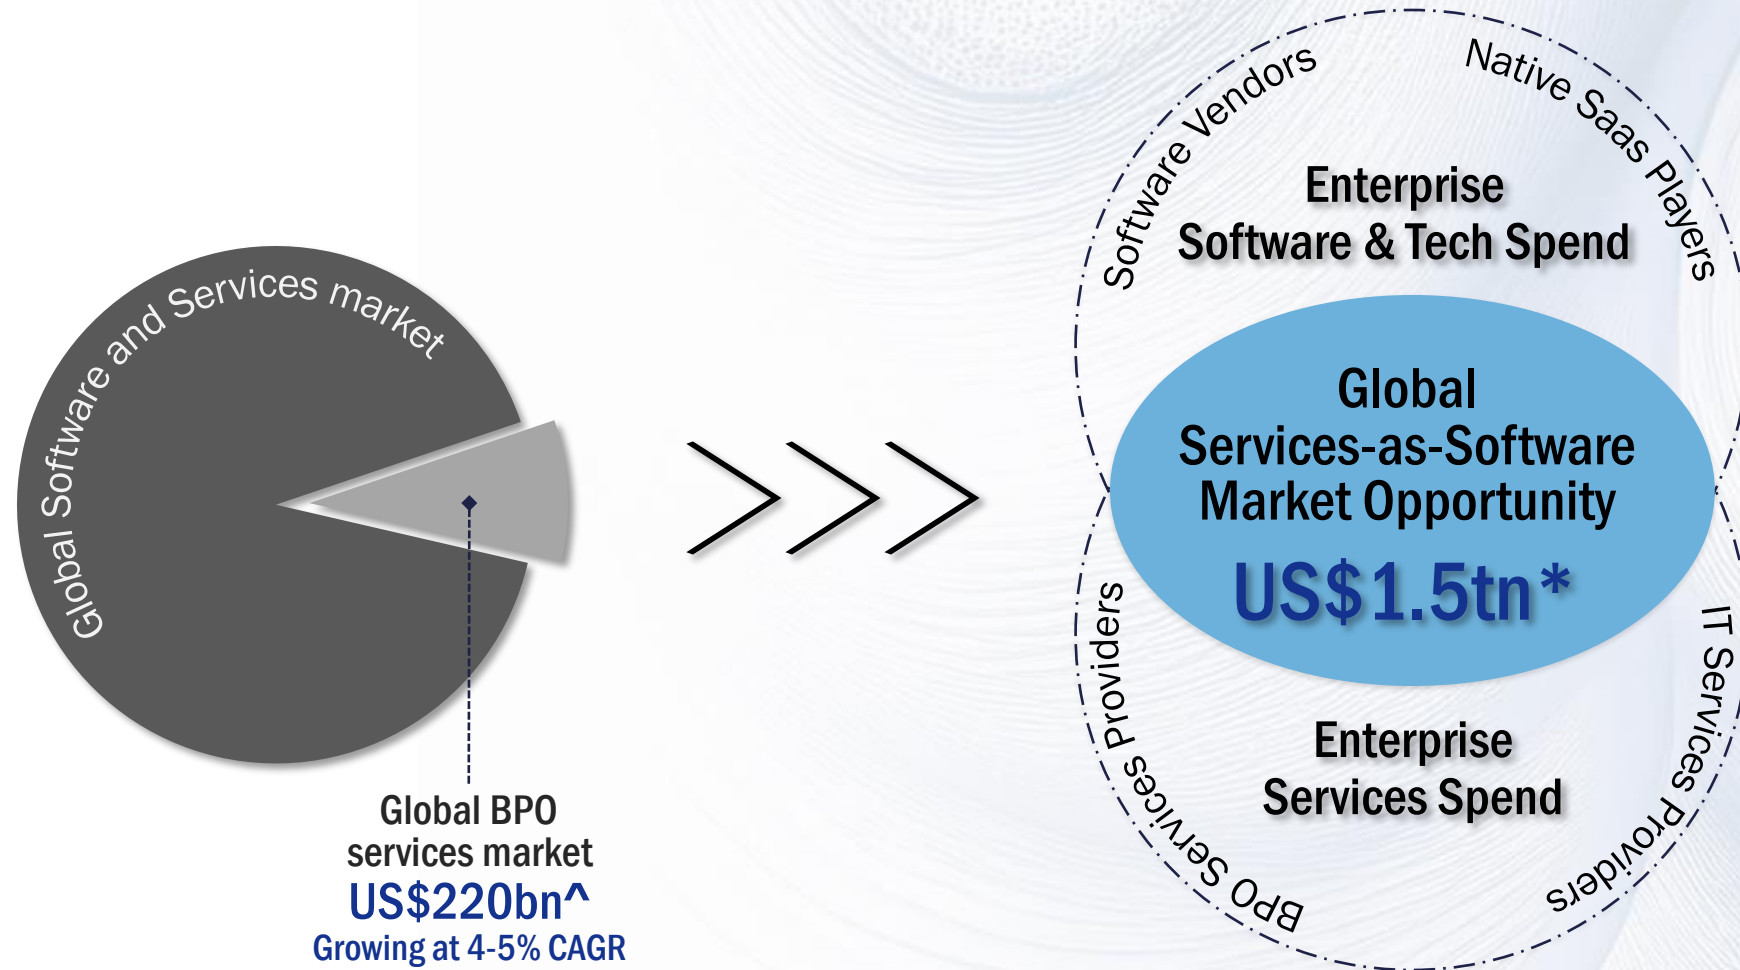 Global Software and Services market
Global BPO
services market
US$220bn^
Growing at 4-5% CAGR
Software Vendors
Native Saas Players
Enterprise
Software & Tech Spend
Global
Services-as-Software
Market Opportunity
US$1.5tn*
BPO Services Providers
IT Services Providers
Enterprise
Services Spend